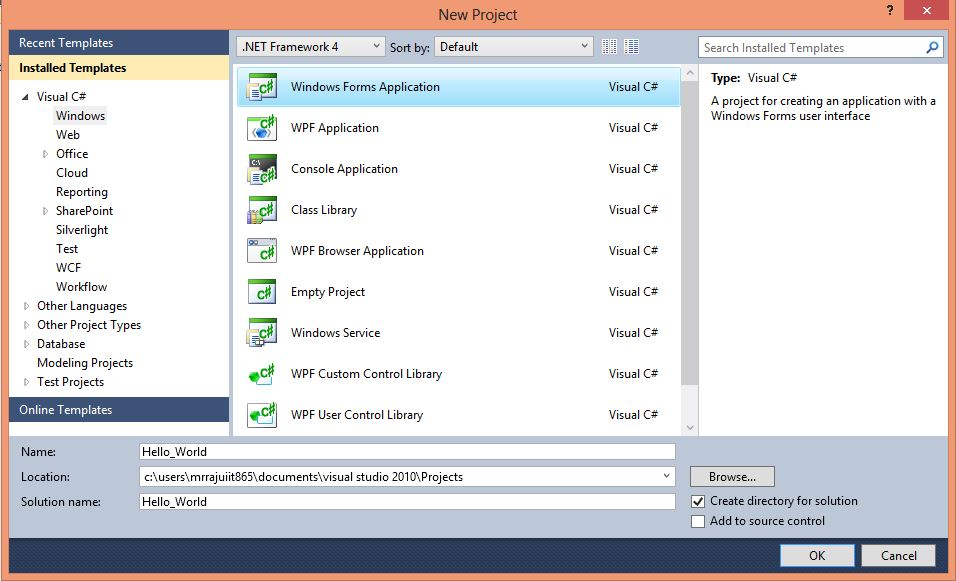 New Project
?
Recent Templates
Installed Templates
Visual C#
Windows
Web
Office
Cloud
Reporting
SharePoint
Silverlight
Test
WCF
Workflow
Other Languages
Other Project Types
Database
Modeling Projects
Test Projects
Online Templates
.NET Framework 4 Sort by: Default
Windows Forms Application Visual C#
WPF Application Visual C#
Console Application Visual C#
Class Library Visual C#
WPF Browser Application Visual C#
Empty Project Visual C#
Windows Service Visual C#
WPF Custom Control Library Visual C#
WPF User Control Library Visual C#
Search Installed Templates
Type: Visual C#
A project for creating an application with a
Windows Forms user interface
Name: Hello_World
Location: c:\users\mrrajuiit865\documents\visual studio 2010\Projects Browse...
Solution name: Hello_World
Create directory for solution
Add to source control
OK Cancel